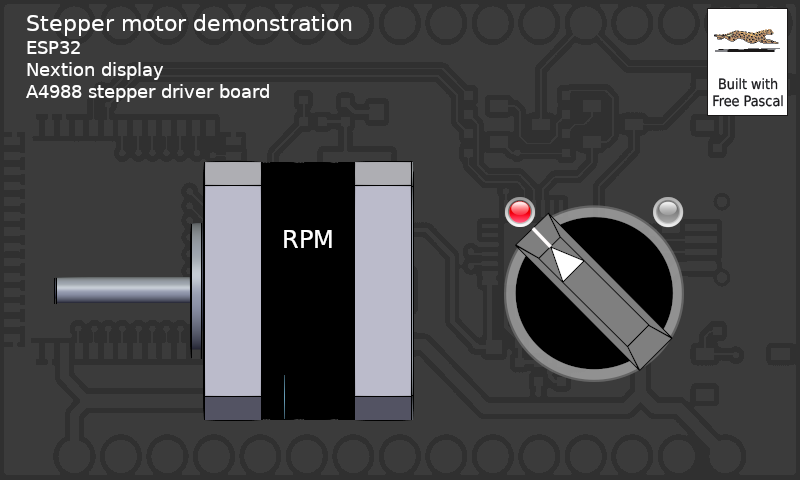 Stepper motor demonstration
ESP32
Nextion display
A4988 stepper driver board
Built with
Free Pascal
RPM